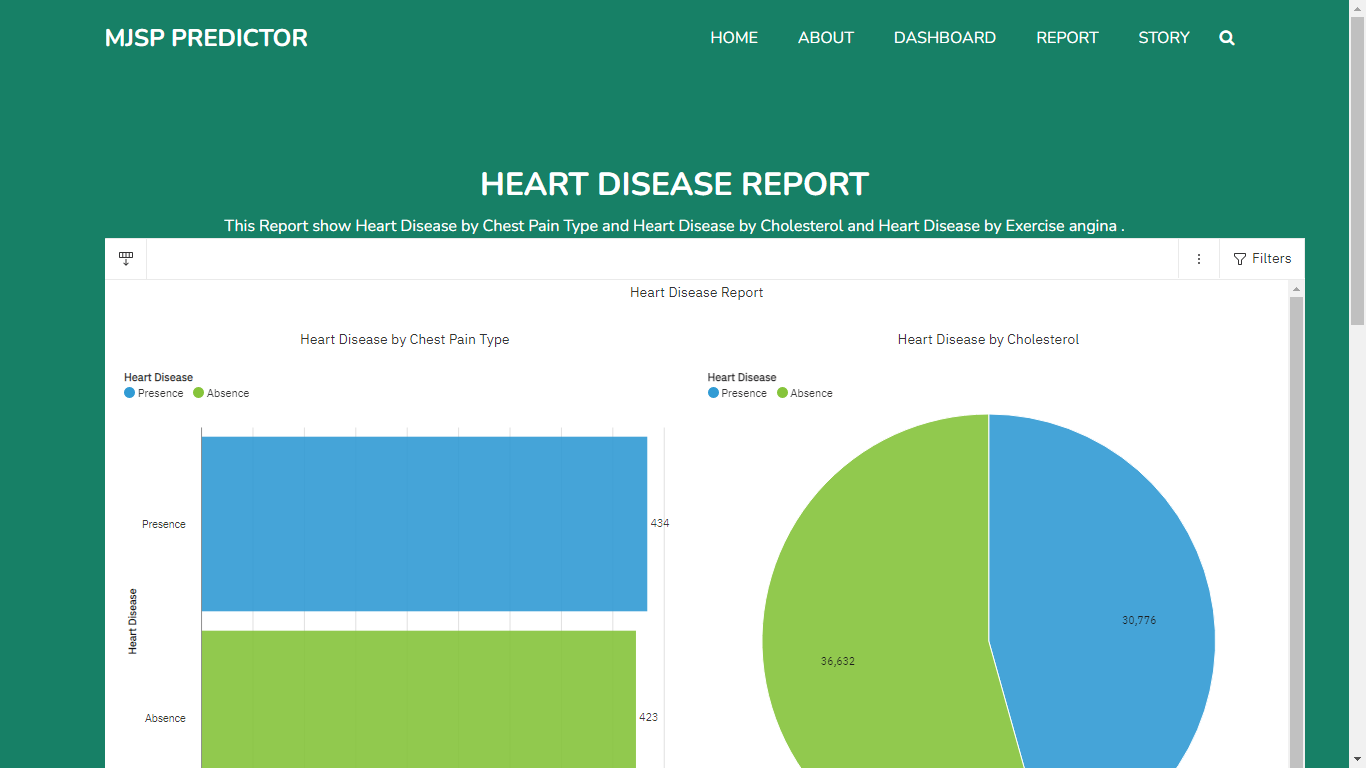 MJSP PREDICTOR
HOME ABOUT DASHBOARD REPORT STORY
HEART DISEASE REPORT
This Report show Heart Disease by Chest Pain Type and Heart Disease by Cholesterol and Heart Disease by Exercise angina .
Filters
Heart Disease Report
Heart Disease by Chest Pain Type
Heart Disease
Presence Absence
Presence
434
Heart Disease
Absence
423
Heart Disease by Cholesterol
Heart Disease
Presence Absence
30,776
36,632